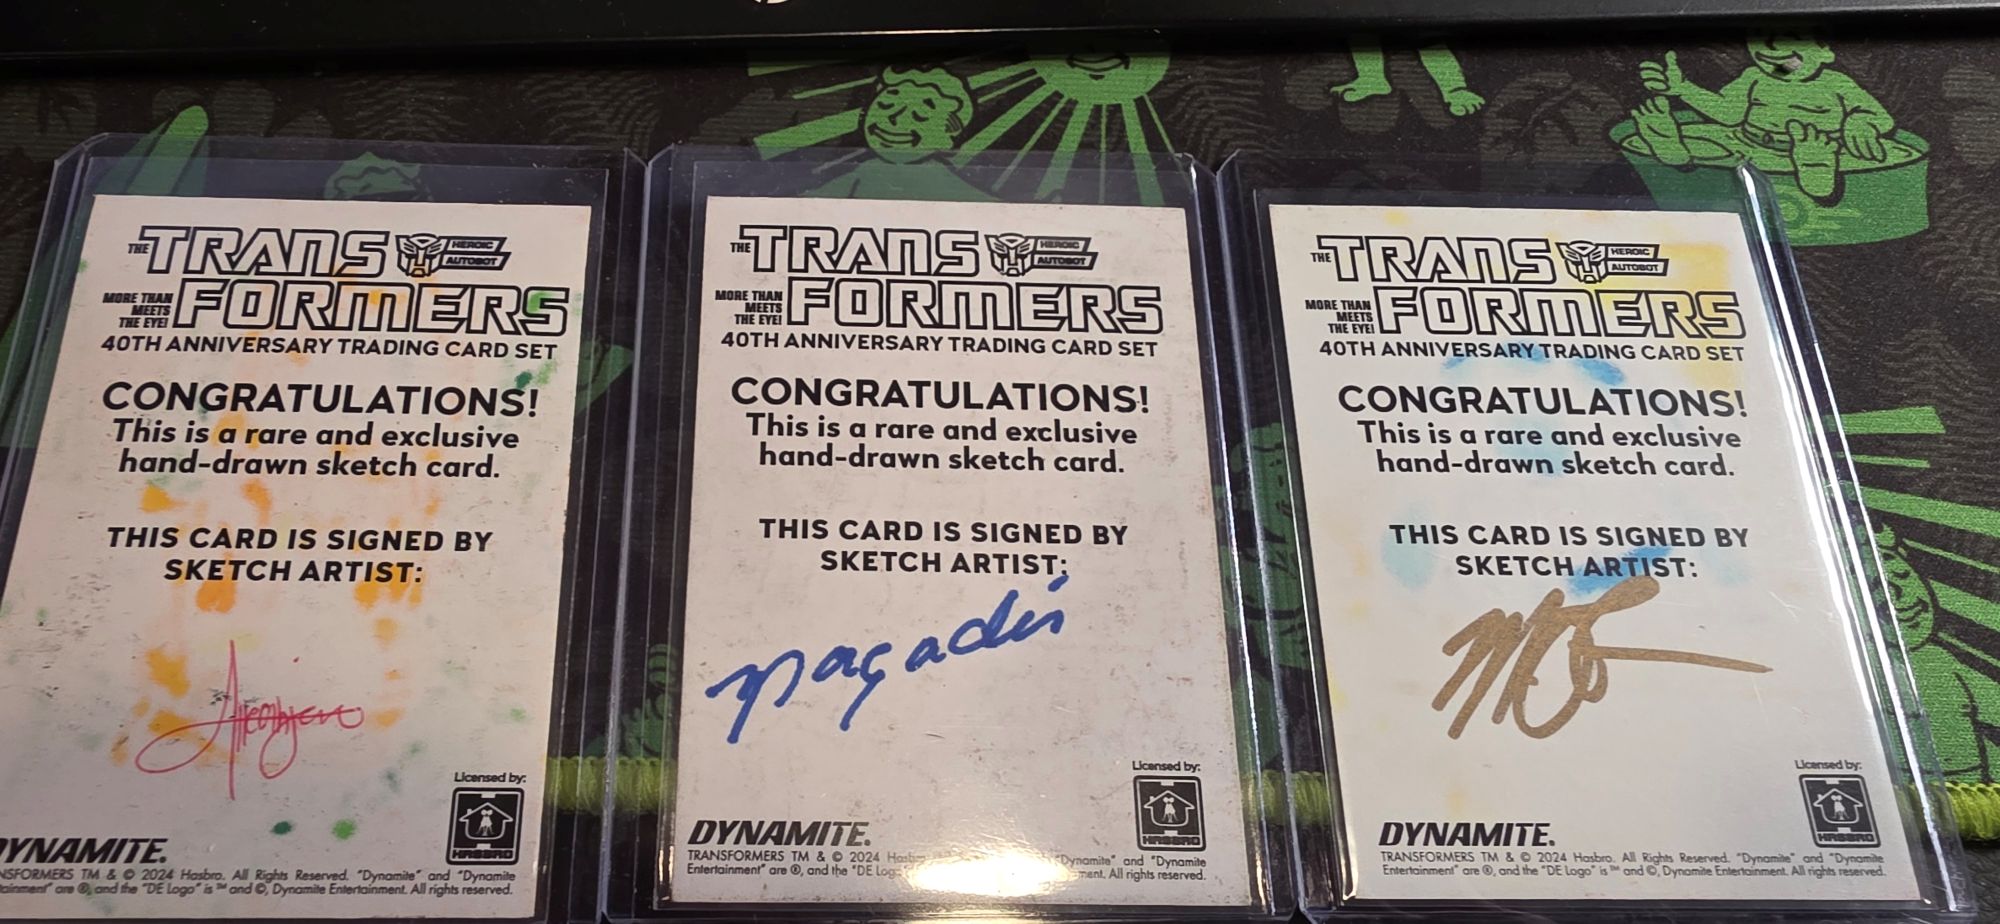 THE TRANS HEROIC AUTOBOT
MORE THAN MEETS THE EYE! FORMERS
40TH ANNIVERSARY TRADING CARD SET
CONGRATULATIONS!
This is a rare and exclusive
hand-drawn sketch card.
THIS CARD IS SIGNED BY
SKETCH ARTIST:
Licensed by:
HASBRO
DYNAMITE.
NSFORMERS TM & © 2024 Hasbro. All Rights Reserved. "Dynamite" and "Dynamite
tainment" are ®, and the "DE Logo" is ™ and ©, Dynamite Entertainment. All rights reserved.
THE TRANS HEROIC AUTOBOT
MORE THAN MEETS THE EYE! FORMERS
40TH ANNIVERSARY TRADING CARD SET
CONGRATULATIONS!
This is a rare and exclusive
hand-drawn sketch card.
THIS CARD IS SIGNED BY
SKETCH ARTIST:
Licensed by:
HASBRO
DYNAMITE.
TRANSFORMERS TM & © 2024 "Dynamite" and "Dynamite
Entertainment" are ®, and the "DE All rights reserved.
THE TRANS HEROIC AUTOBOT
MORE THAN MEETS THE EYE! FORMERS
40TH ANNIVERSARY TRADING CARD SET
CONGRATULATIONS!
This is a rare and exclusive
hand-drawn sketch card.
THIS CARD IS SIGNED BY
SKETCH ARTIST:
Licensed by:
HASBRO
DYNAMITE.
TRANSFORMERS TM & © 2024 Hasbro. All Rights Reserved. "Dynamite" and "Dynamite
Entertainment" are ®, and the "DE Logo" is ™ and ©, Dynamite Entertainment. All rights reserved.